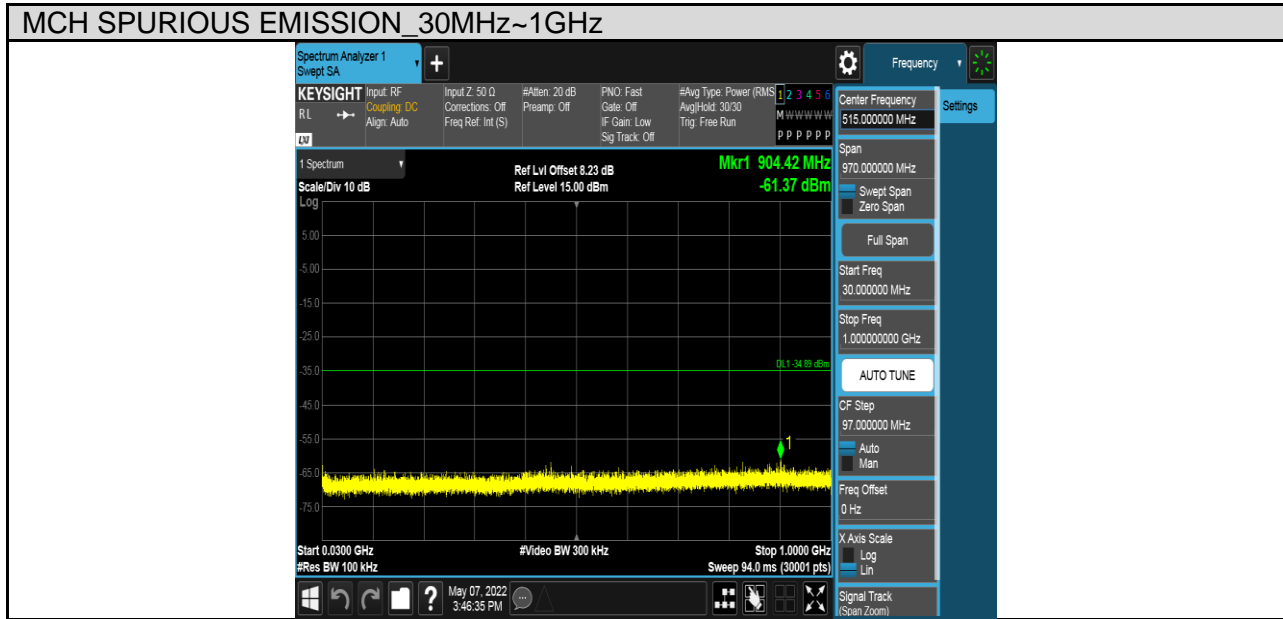 MCH SPURIOUS EMISSION_30MHz~1GHz
Spectrum Analyzer 1
Swept SA
+
Frequency
KEYSIGHT
RL
LXI
Input: RF
Coupling: DC
Align: Auto
Input Z: 50 Ω
Corrections: Off
Freq Ref: Int (S)
#Atten: 20 dB
Preamp: Off
PNO: Fast
Gate: Off
IF Gain: Low
Sig Track: Off
#Avg Type: Power (RMS
Avg|Hold: 30/30
Trig: Free Run
1 2 3 4 5 6
M W W W W W
P P P P P P
Center Frequency
515.000000 MHz
Settings
1 Spectrum
Scale/Div 10 dB
Log
Ref Lvl Offset 8.23 dB
Ref Level 15.00 dBm
Mkr1 904.42 MHz
-61.37 dBm
Span
970.000000 MHz
Swept Span
Zero Span
Full Span
Start Freq
30.000000 MHz
Stop Freq
1.000000000 GHz
AUTO TUNE
CF Step
97.000000 MHz
Auto
Man
Freq Offset
0 Hz
X Axis Scale
Log
Lin
Signal Track
(Span Zoom)
5.00
-5.00
-15.0
-25.0
-35.0
-45.0
-55.0
-65.0
-75.0
DL1 -34.89 dBm
1
Start 0.0300 GHz
#Res BW 100 kHz
#Video BW 300 kHz
Stop 1.0000 GHz
Sweep 94.0 ms (30001 pts)
?
May 07, 2022
3:46:35 PM